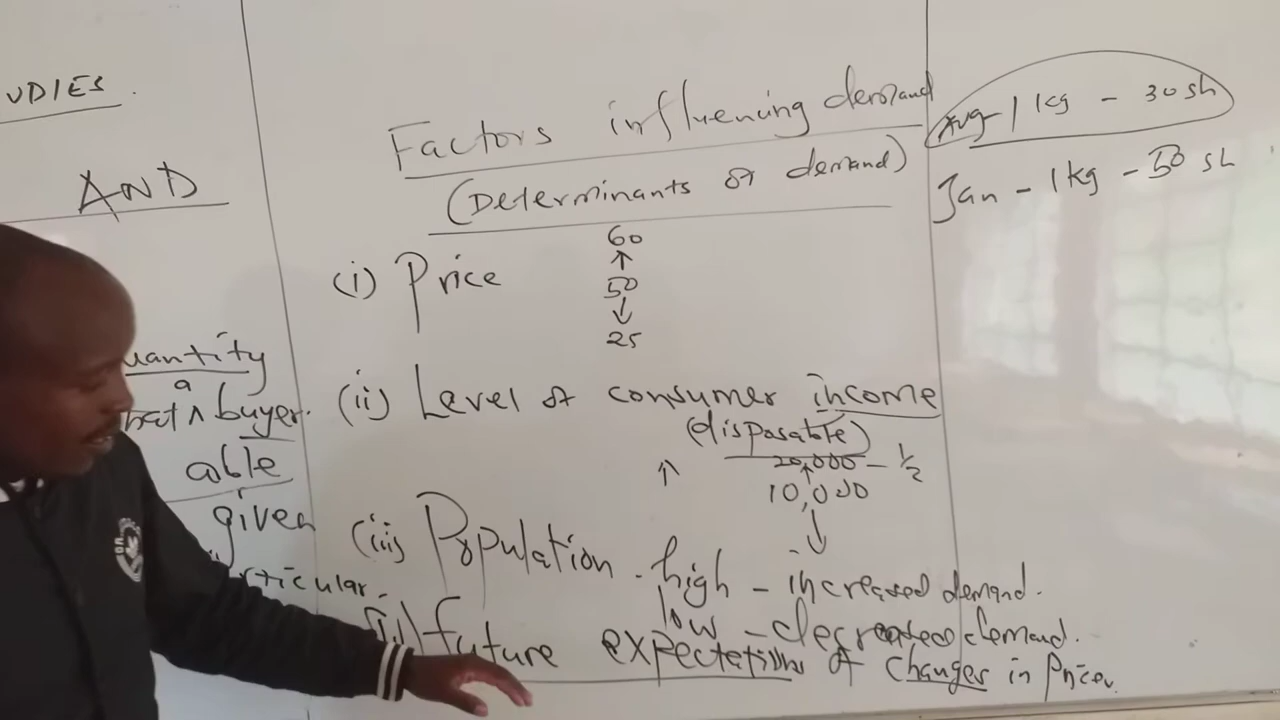 UDIES.
AND
uantity
a
hat ^ buyer.
able
given
rticular.
Factors influencing demand
(Determinants of demand)
(i) Price
60
↑
50
↓
25
(ii) Level of consumer income
(disposable)
↑ 20,000 - 1/2
↑
10,000
↓
(iii) Population - high - increased demand.
low - decreased demand.
future expectations of changes in Price
Aug - 1 kg - 30 sh
Jan - 1 kg - 50 sh